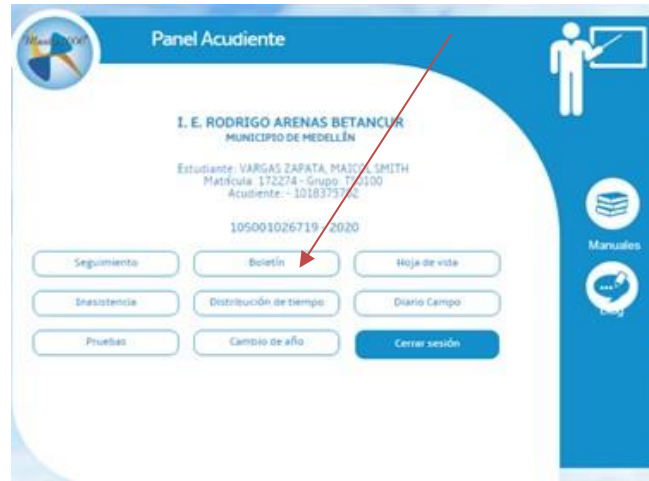 Panel Acudiente
I. E. RODRIGO ARENAS BETANCUR
MUNICIPIO DE MEDELLÍN
Estudiante: VARGAS ZAPATA, MAICOL SMITH
Matrícula: 172274 - Grupo:
Acudiente: -
105001026719 - 2020
Seguimiento
Boletín
Hoja de vida
Inasistencia
Distribución de tiempo
Diario Campo
Pruebas
Cambio de año
Cerrar sesión
Manuales
Blog